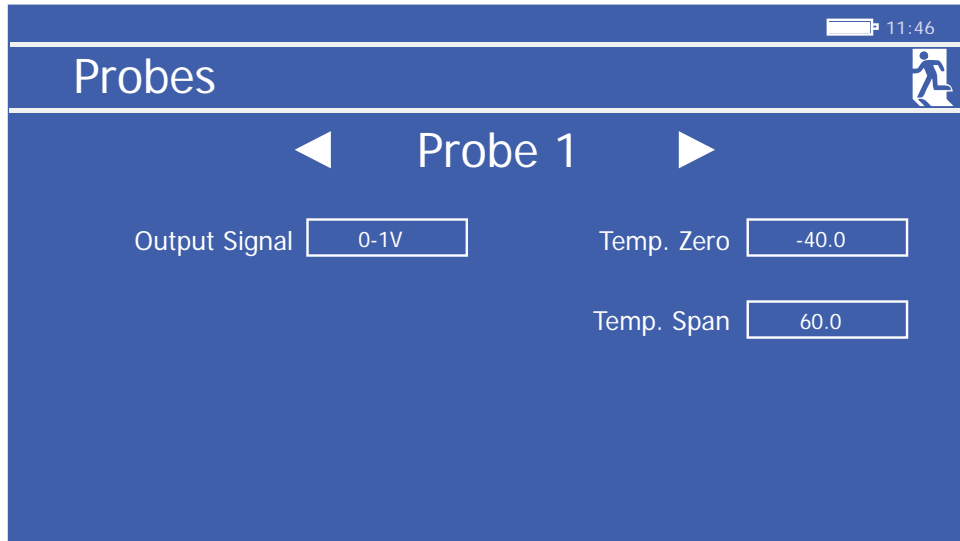 11:46
Probes
Probe 1
Output Signal 0-1V Temp. Zero -40.0
Temp. Span 60.0